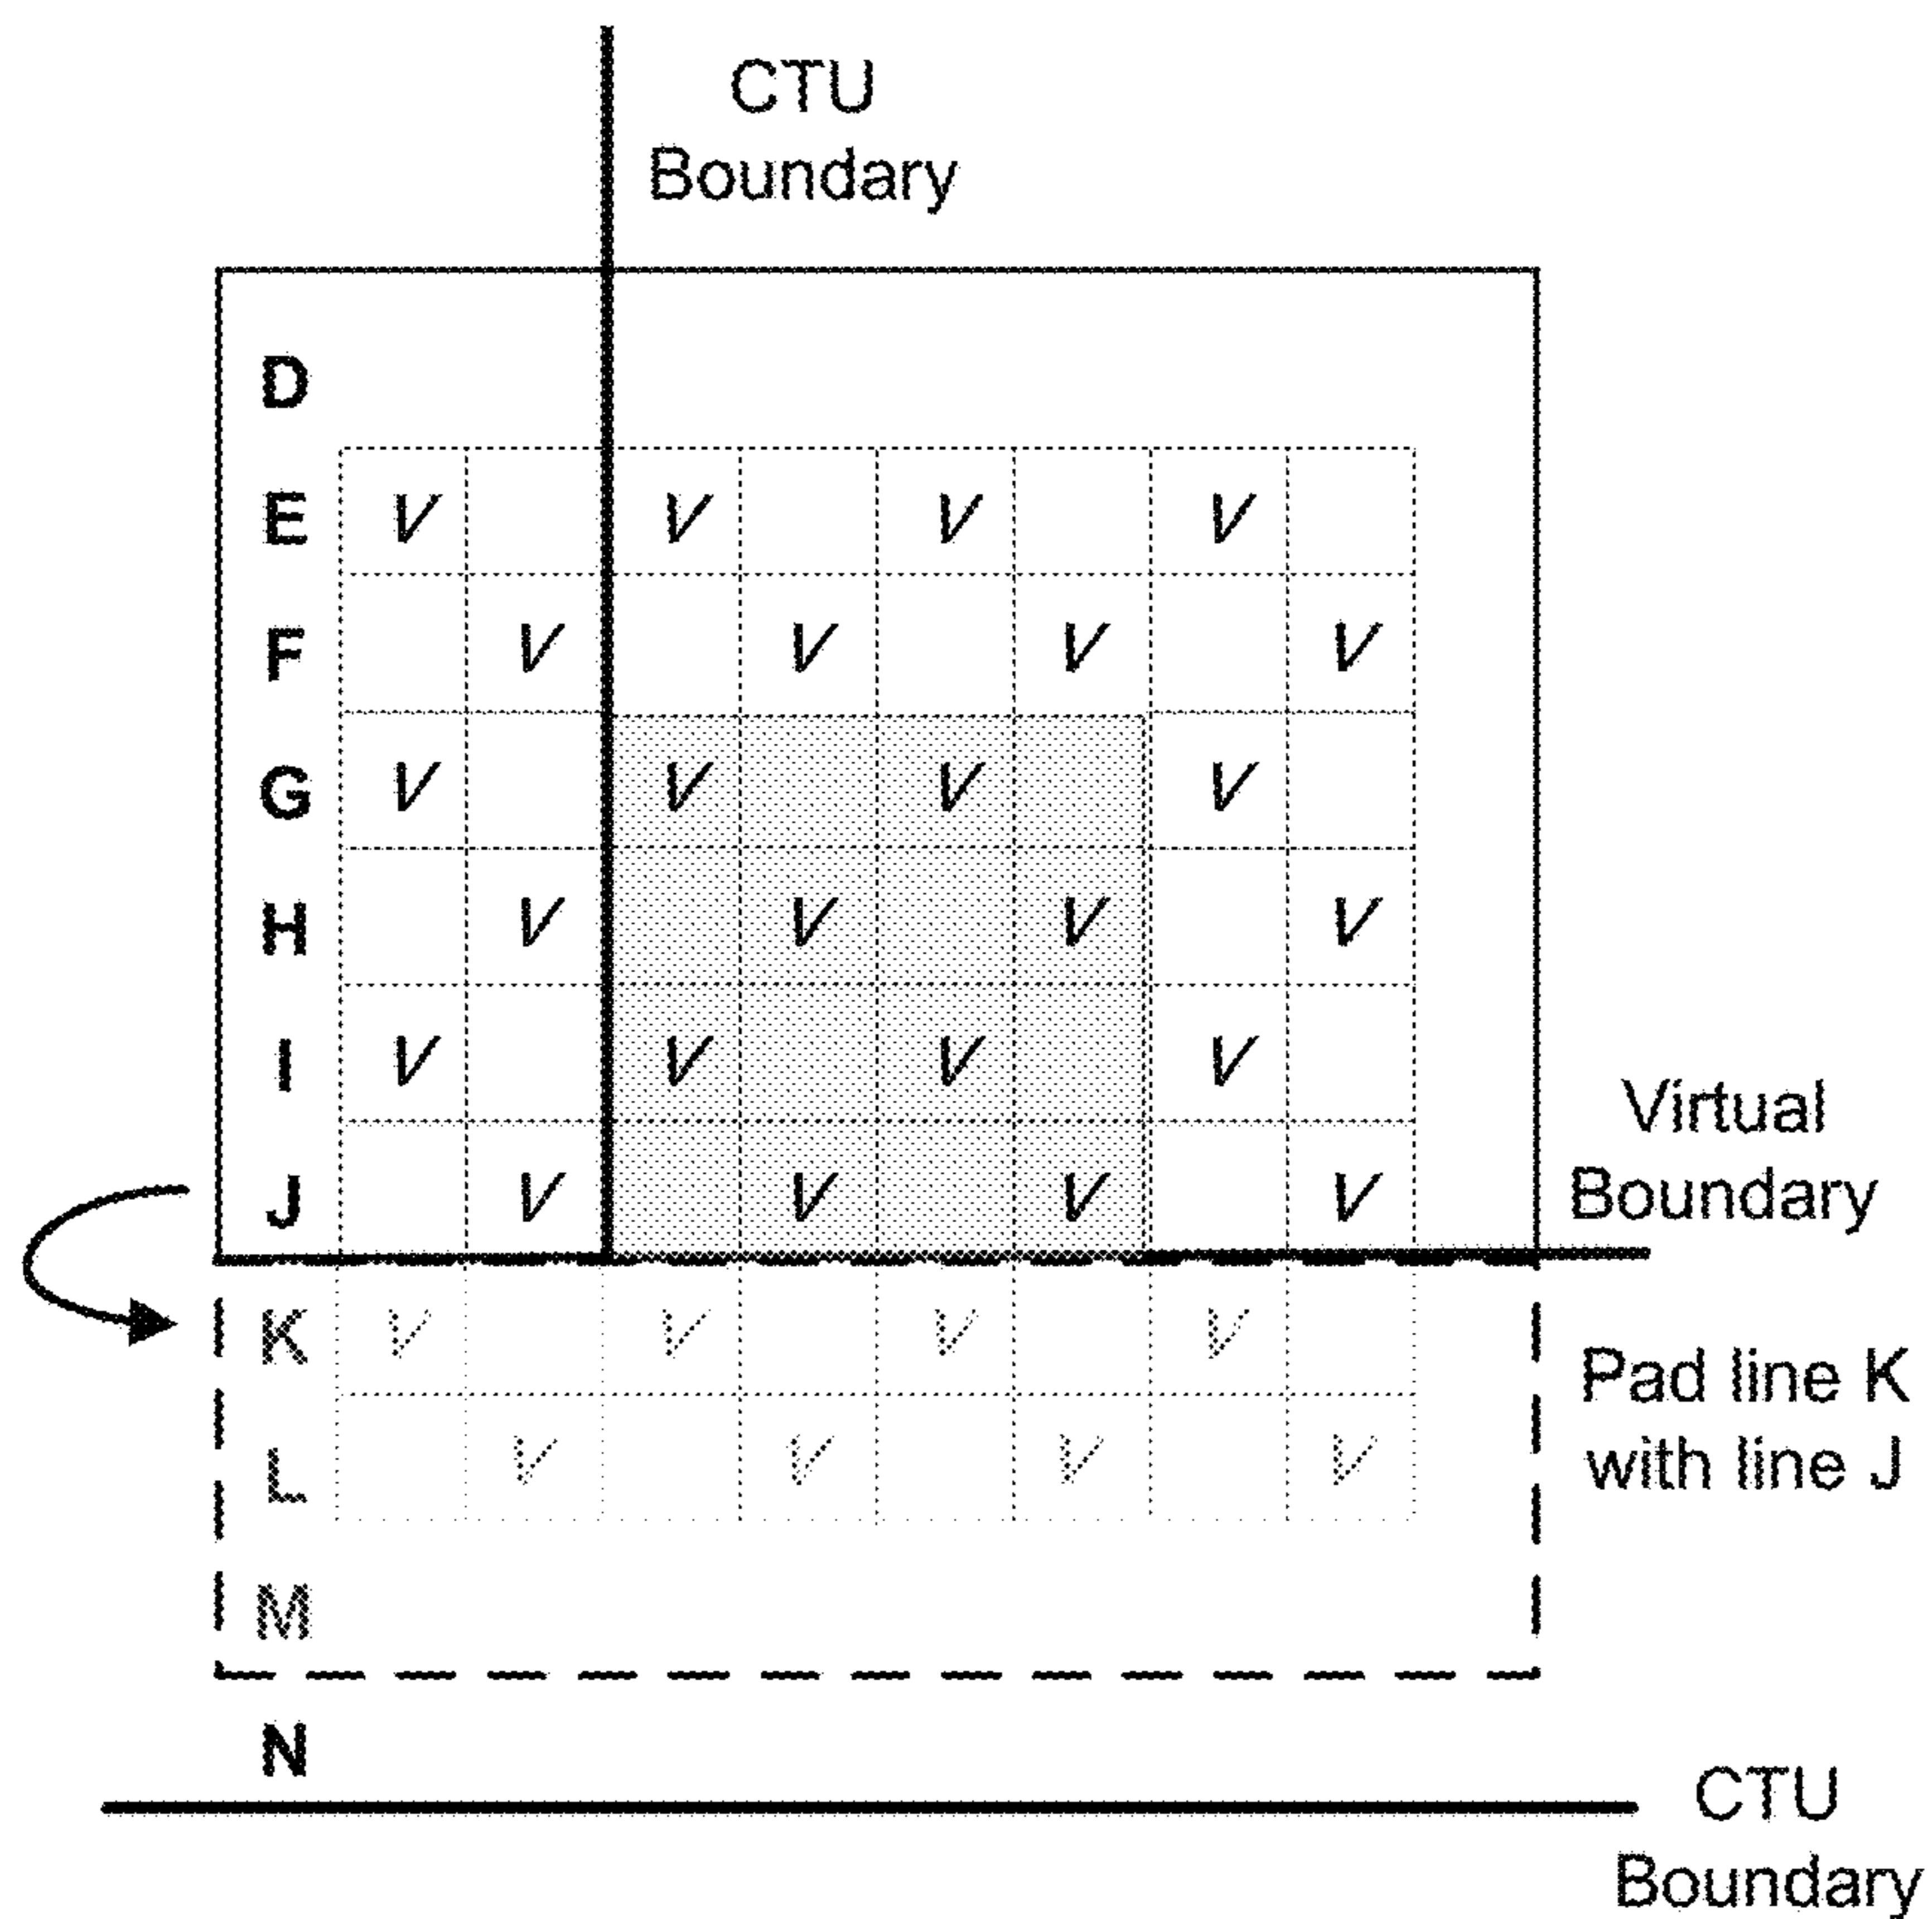 CTU
Boundary
D
E V V V V
F V V V V
G V V V V
H V V V V
I V V V V
J V V V V
Virtual
Boundary
K V V V V
L V V V V
Pad line K
with line J
M
N
CTU
Boundary